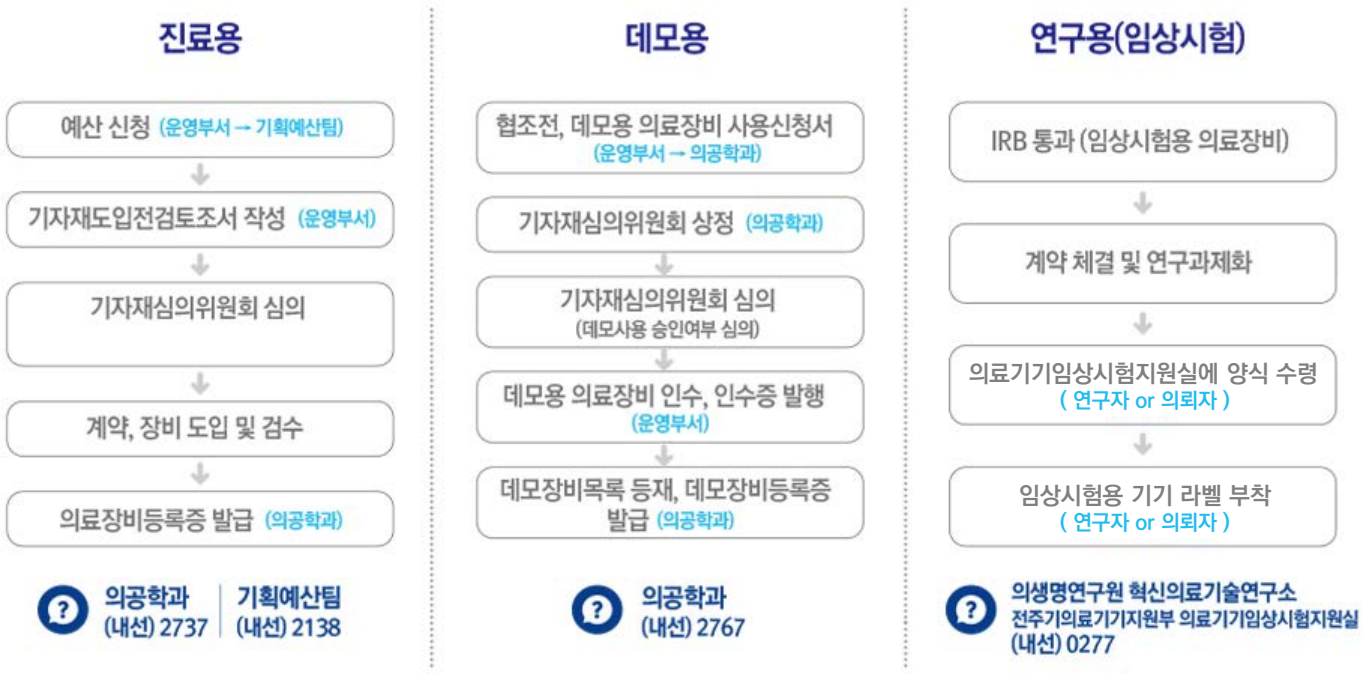 진료용
예산 신청 (운영부서 → 기획예산팀)
기자재도입전검토조서 작성 (운영부서)
기자재심의위원회 심의
계약, 장비 도입 및 검수
의료장비등록증 발급 (의공학과)
의공학과
(내선) 2737
기획예산팀
(내선) 2138
데모용
협조전, 데모용 의료장비 사용신청서
(운영부서 → 의공학과)
기자재심의위원회 상정 (의공학과)
기자재심의위원회 심의
(데모사용 승인여부 심의)
데모용 의료장비 인수, 인수증 발행
(운영부서)
데모장비목록 등재, 데모장비등록증
발급 (의공학과)
의공학과
(내선) 2767
연구용(임상시험)
IRB 통과 (임상시험용 의료장비)
계약 체결 및 연구과제화
의료기기임상시험지원실에 양식 수령
( 연구자 or 의뢰자 )
임상시험용 기기 라벨 부착
( 연구자 or 의뢰자 )
의생명연구원 혁신의료기술연구소
전주기의료기기지원부 의료기기임상시험지원실
(내선) 0277